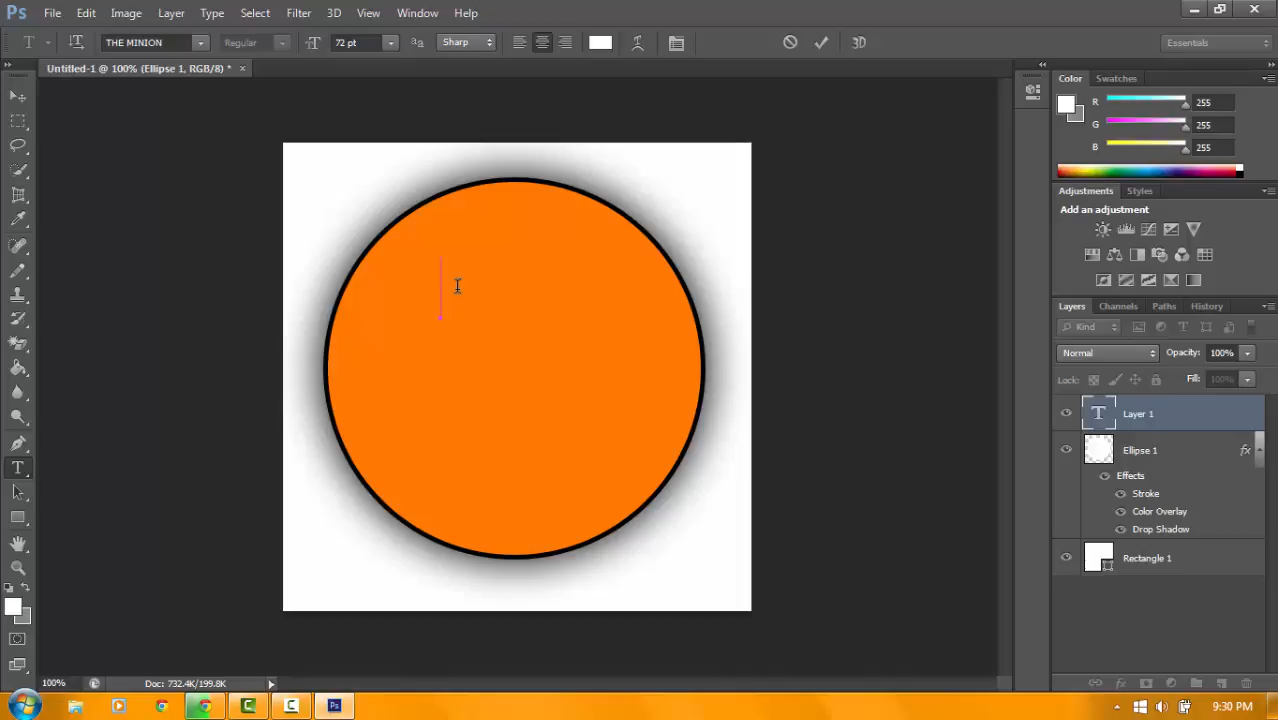 Ps File Edit Image Layer Type Select Filter 3D View Window Help
T THE MINION Regular 72 pt Sharp 3D Essentials
Untitled-1 @ 100% (Ellipse 1, RGB/8) *
Color Swatches
R 255
G 255
B 255
Adjustments Styles
Add an adjustment
Layers Channels Paths History
Kind
Normal Opacity: 100%
Lock: Fill: 100%
T Layer 1
Ellipse 1 fx
Effects
Stroke
Color Overlay
Drop Shadow
Rectangle 1
100% Doc: 732.4K/199.8K
9:30 PM